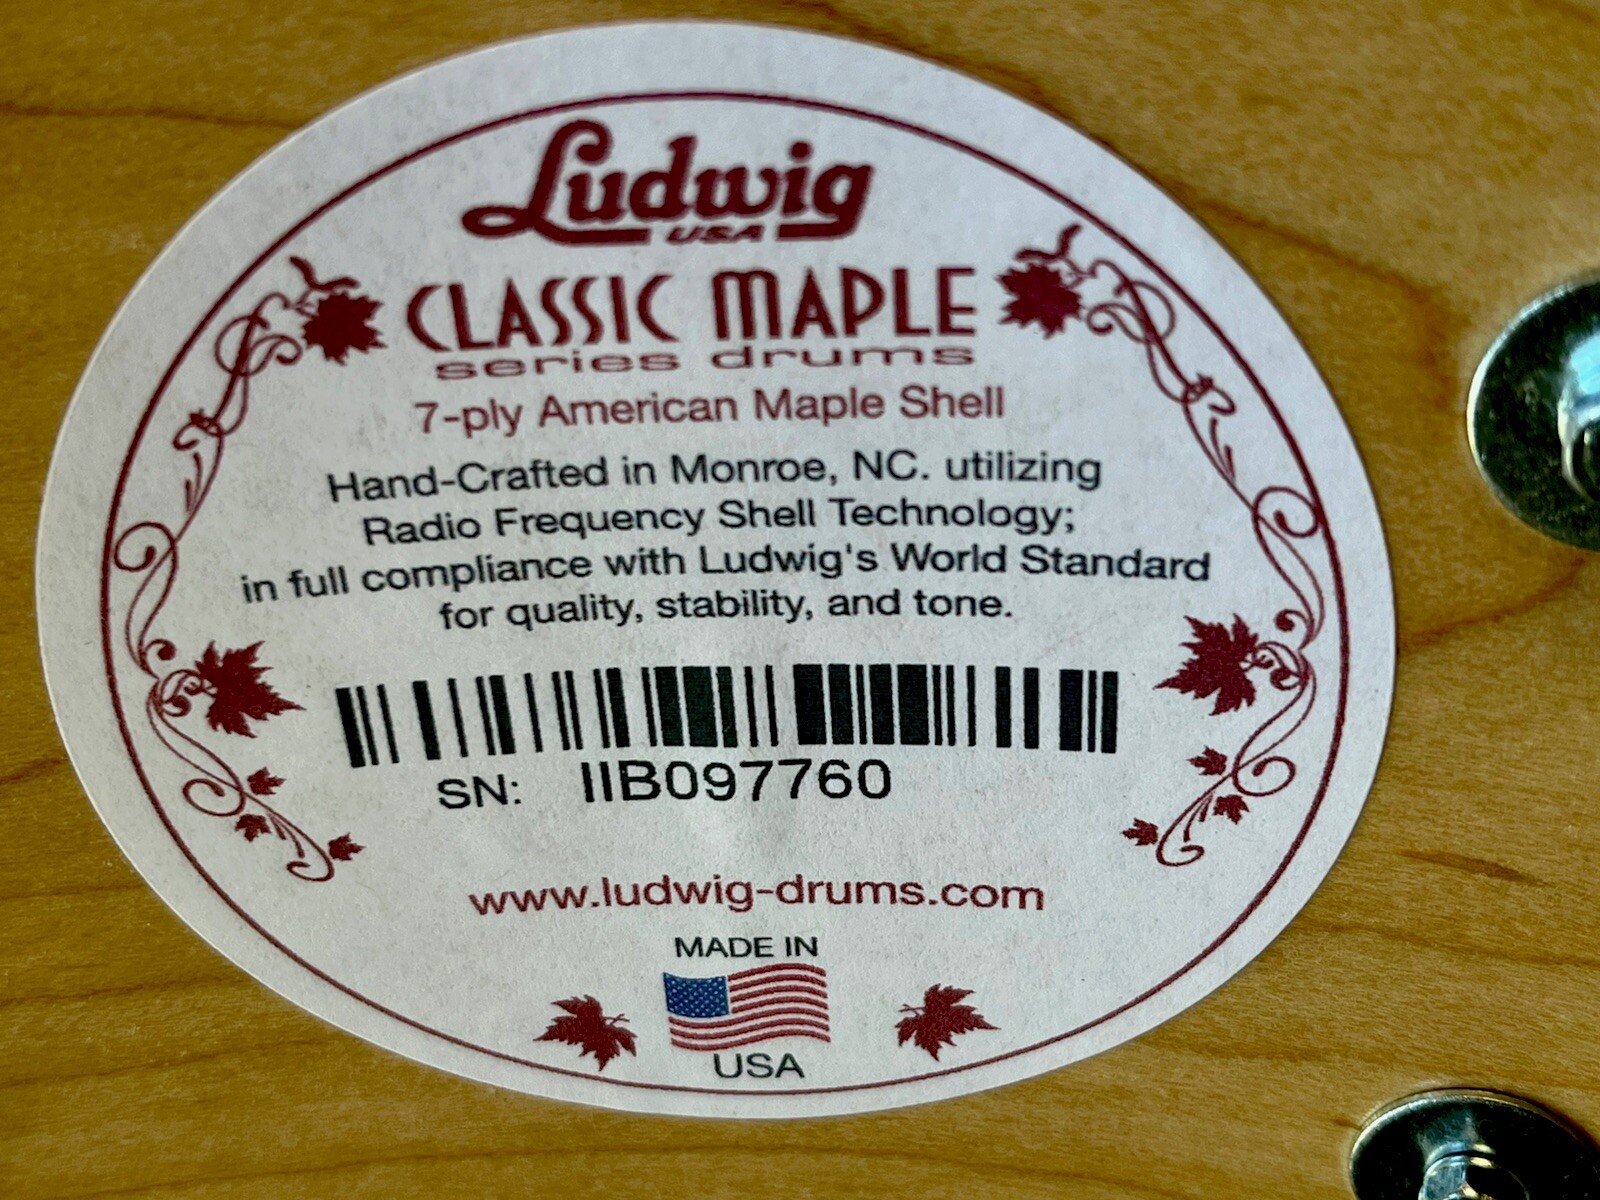 Ludwig
USA
CLASSIC MAPLE
series drums
7-ply American Maple Shell
Hand-Crafted in Monroe, NC. utilizing
Radio Frequency Shell Technology;
in full compliance with Ludwig's World Standard
for quality, stability, and tone.
SN: IIB097760
www.ludwig-drums.com
MADE IN
USA